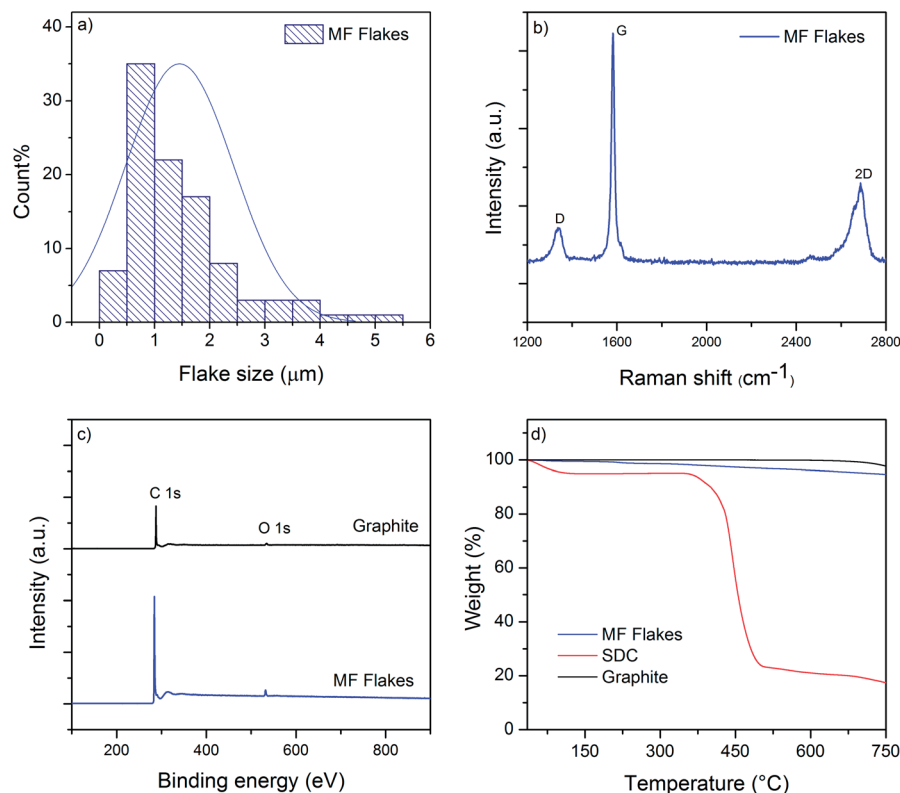 a)
MF Flakes
40
30
20
10
0
Count%
0 1 2 3 4 5 6
Flake size (μm)
b)
G
MF Flakes
D
2D
Intensity (a.u.)
1200 1600 2000 2400 2800
Raman shift (cm-1)
c)
C 1s
O 1s
Graphite
MF Flakes
Intensity (a.u.)
200 400 600 800
Binding energy (eV)
d)
100
80
60
40
20
0
Weight (%)
MF Flakes
SDC
Graphite
150 300 450 600 750
Temperature (°C)